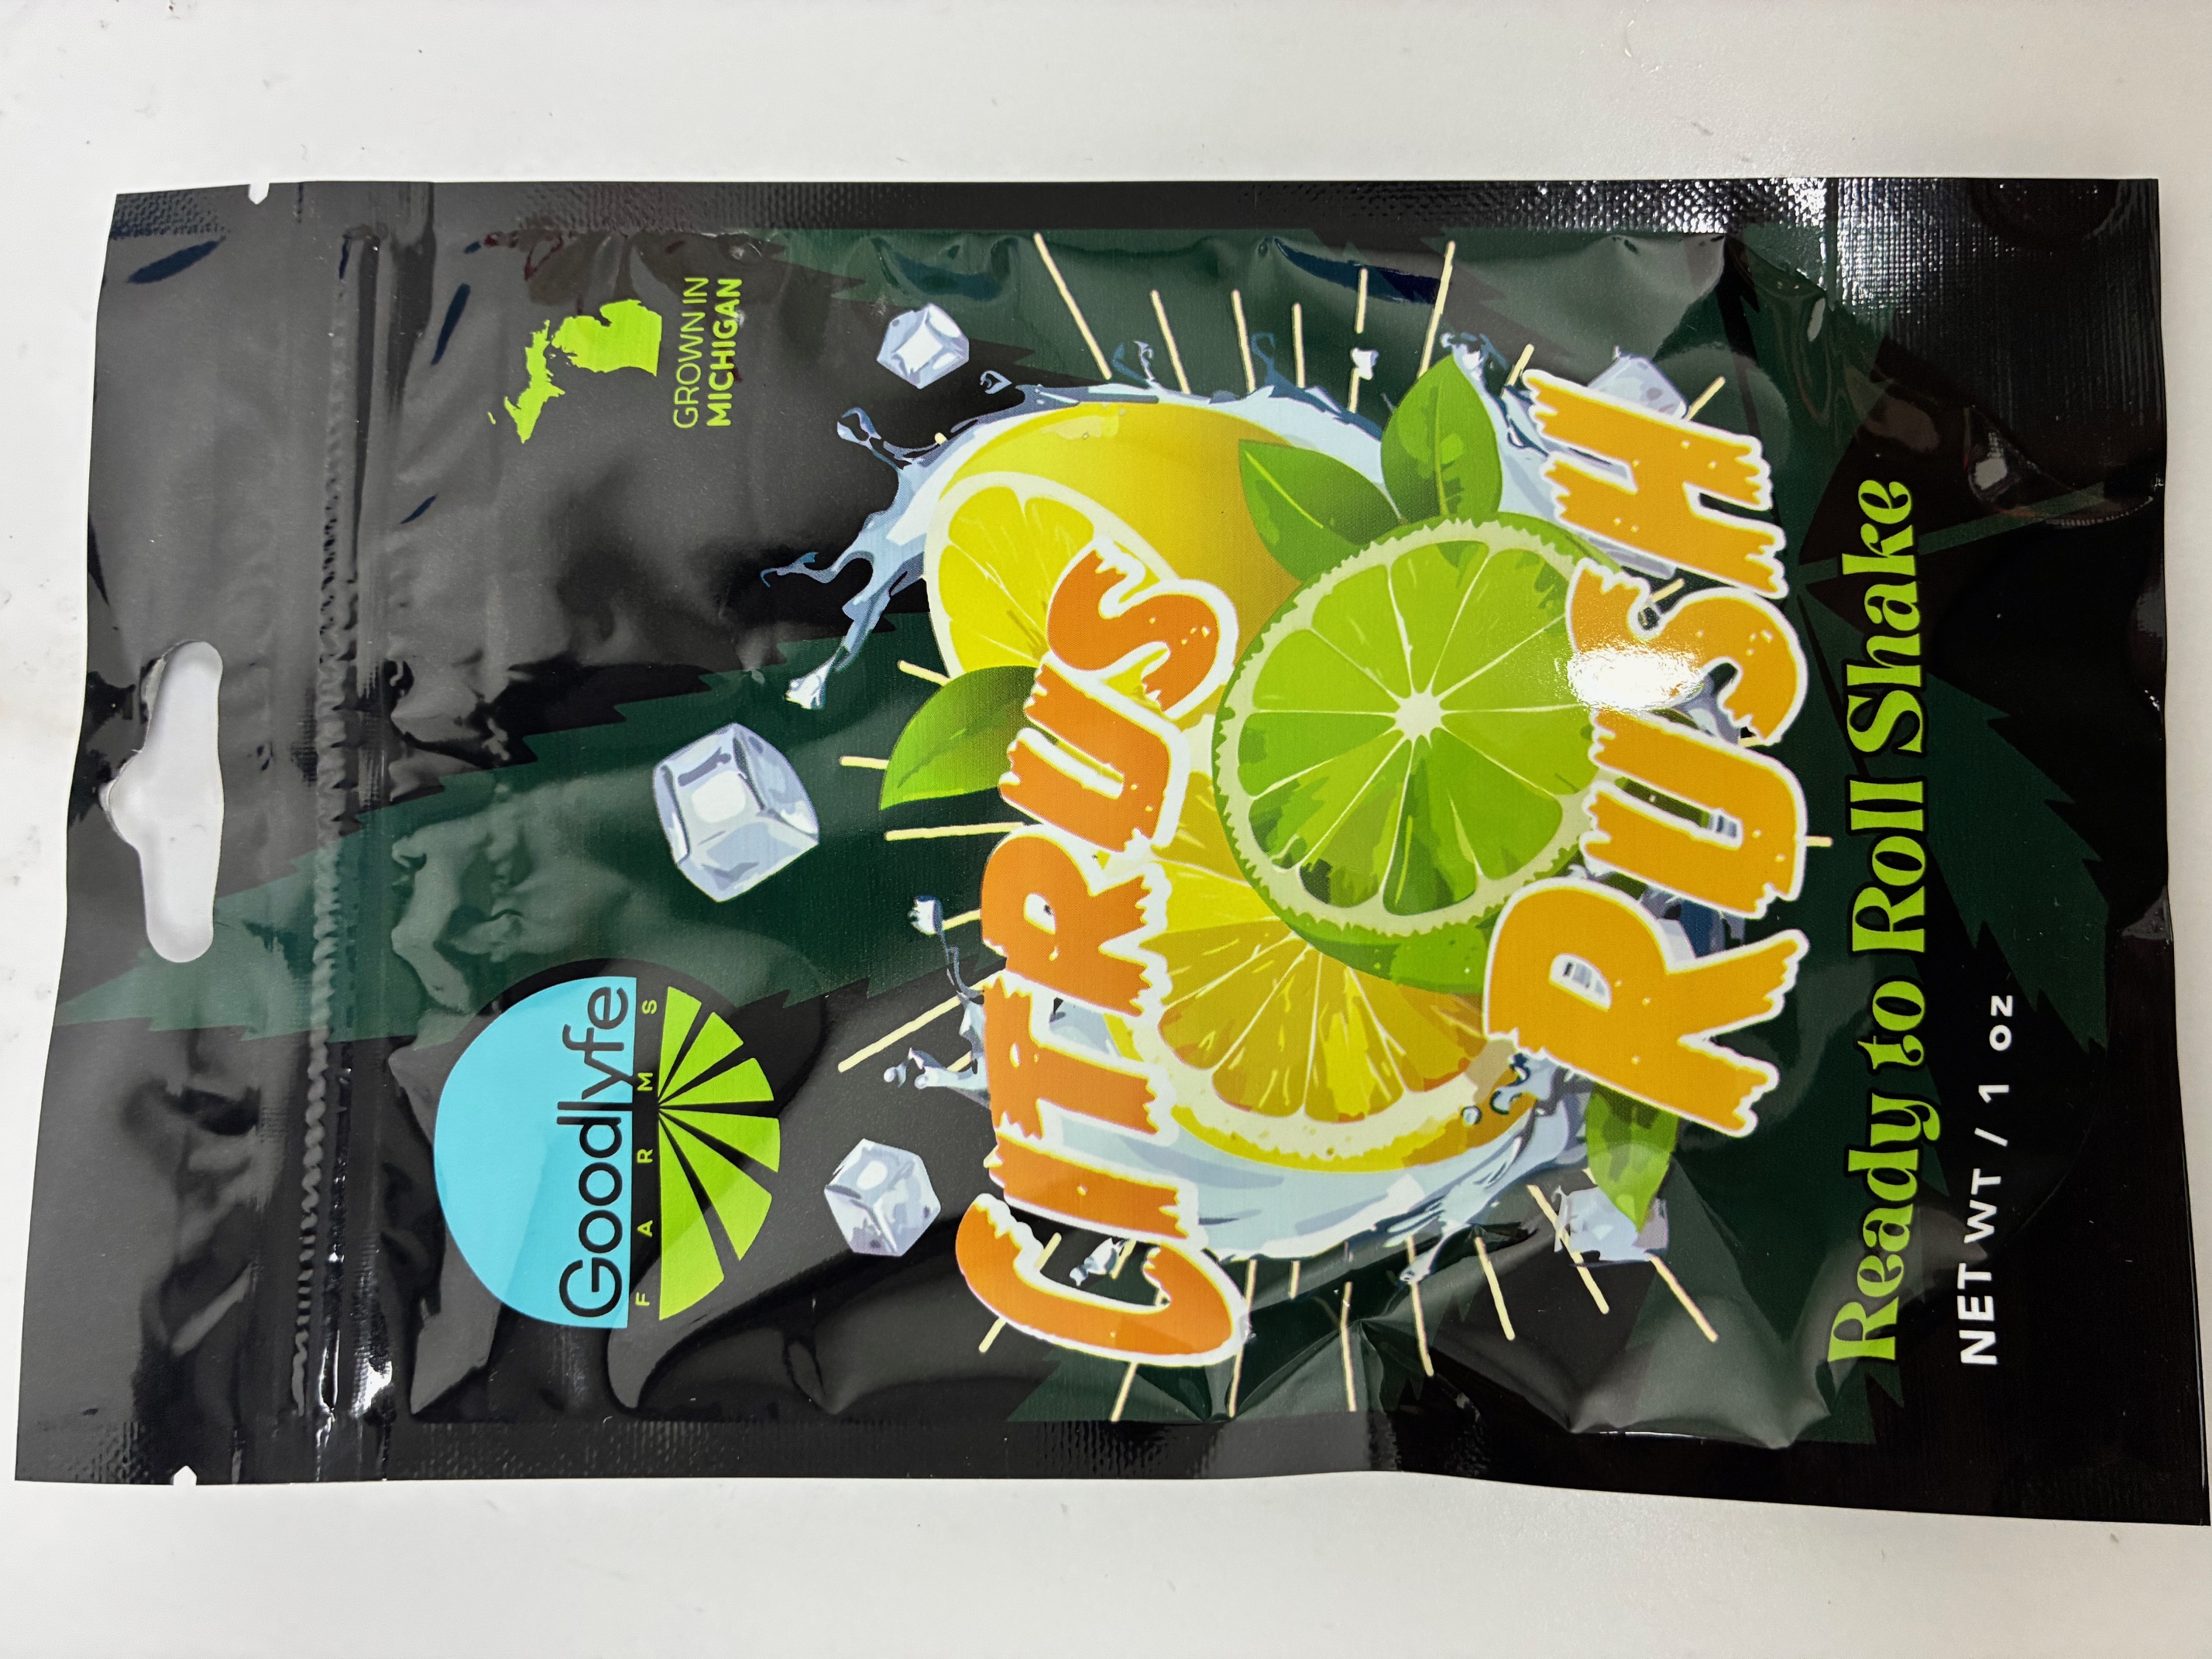 Goodlyfe
FARMS
GROWN IN
MICHIGAN
CITRUS
RUSH
Ready to Roll Shake
NET WT / 1 OZ